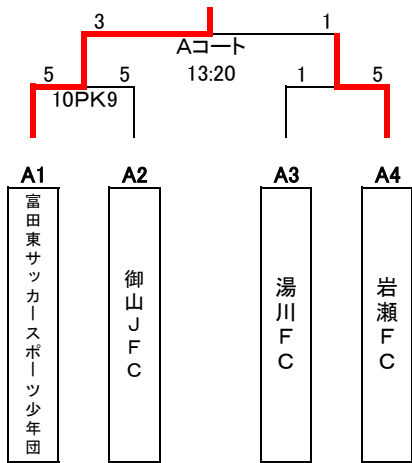 3 1
Aコート
5 5 13:20 1 5
10PK9
A1 A2 A3 A4
富田東サッカースポーツ少年団
御山JFC
湯川FC
岩瀬FC